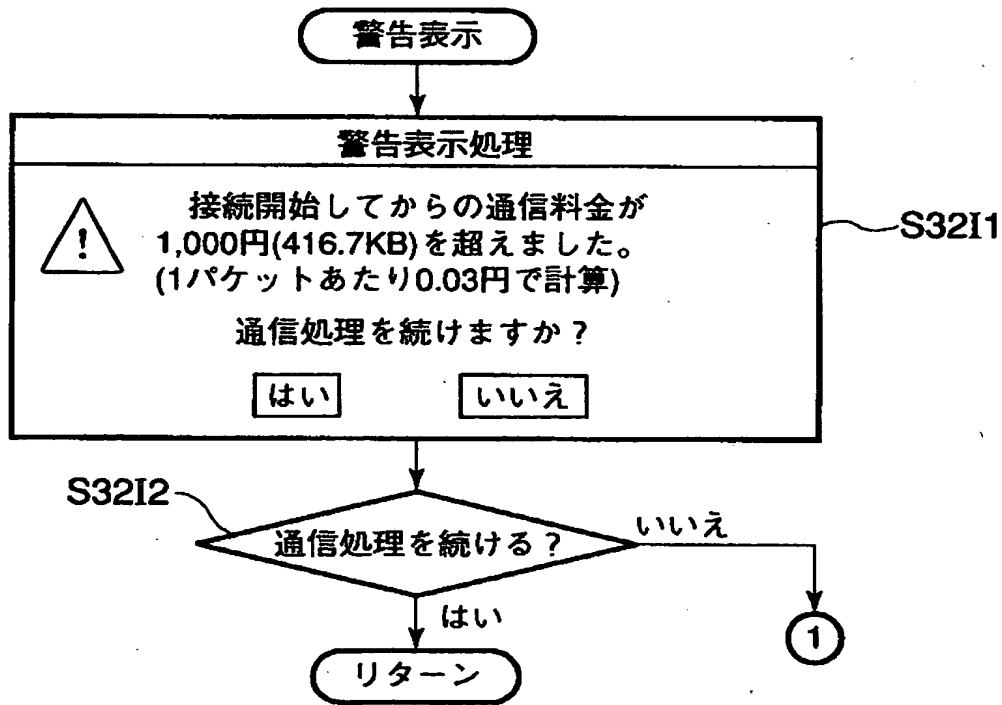 警告表示
警告表示処理
!
接続開始してからの通信料金が
1,000円(416.7KB)を超えました。
(1パケットあたり0.03円で計算)
通信処理を続けますか？
はい
いいえ
S32I1
S32I2
通信処理を続ける？
いいえ
はい
1
リターン